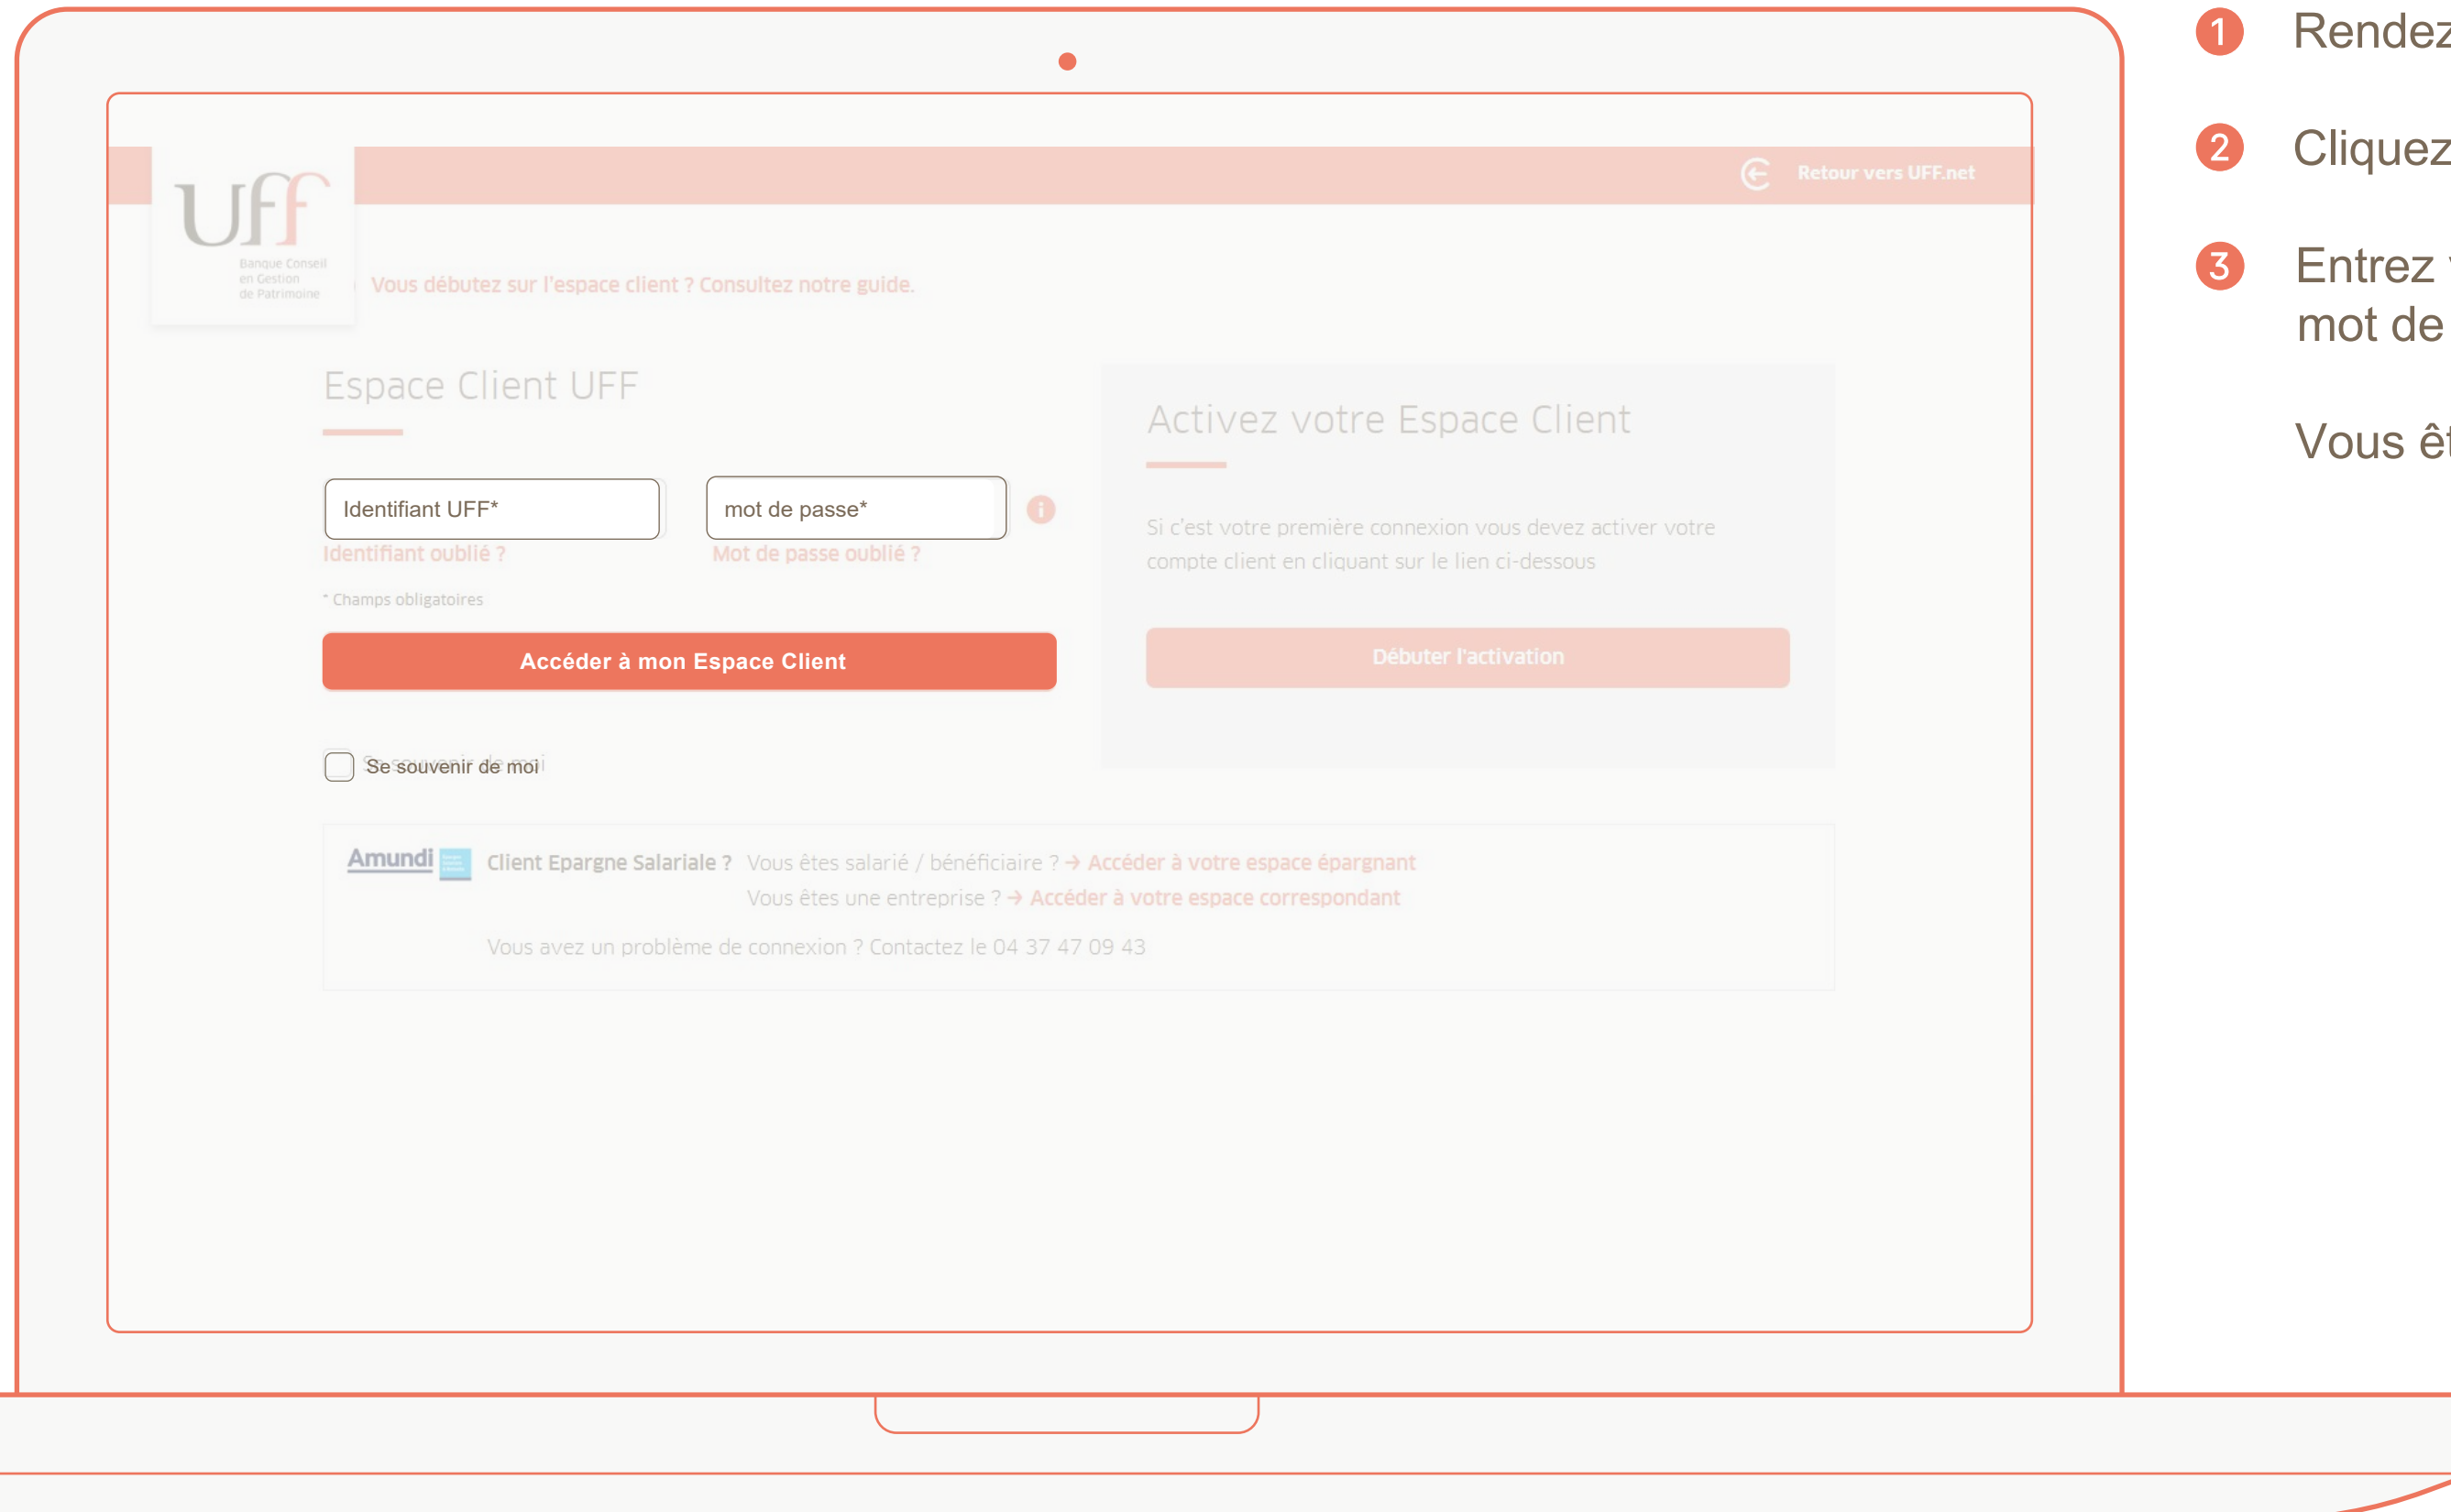 Retour vers UFF.net
Uff
Banque Conseil
en Gestion
de Patrimoine
Vous débutez sur l'espace client ? Consultez notre guide.
Espace Client UFF
Identifiant UFF*
mot de passe*
Identifiant oublié ?
Mot de passe oublié ?
* Champs obligatoires
Accéder à mon Espace Client
Se souvenir de moi
Activez votre Espace Client
Si c'est votre première connexion vous devez activer votre
compte client en cliquant sur le lien ci-dessous
Débuter l'activation
Amundi
Client Epargne Salariale ? Vous êtes salarié / bénéficiaire ? → Accéder à votre espace épargnant
Vous êtes une entreprise ? → Accéder à votre espace correspondant
Vous avez un problème de connexion ? Contactez le 04 37 47 09 43
1 Rendez
2 Cliquez
3 Entrez
mot de
Vous